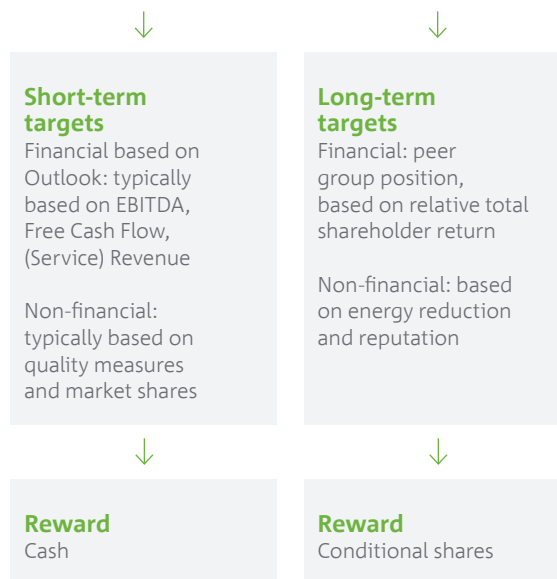 Short-term
targets
Financial based on
Outlook: typically
based on EBITDA,
Free Cash Flow,
(Service) Revenue
Non-financial:
typically based on
quality measures
and market shares
Reward
Cash
Long-term
targets
Financial: peer
group position,
based on relative total
shareholder return
Non-financial: based
on energy reduction
and reputation
Reward
Conditional shares